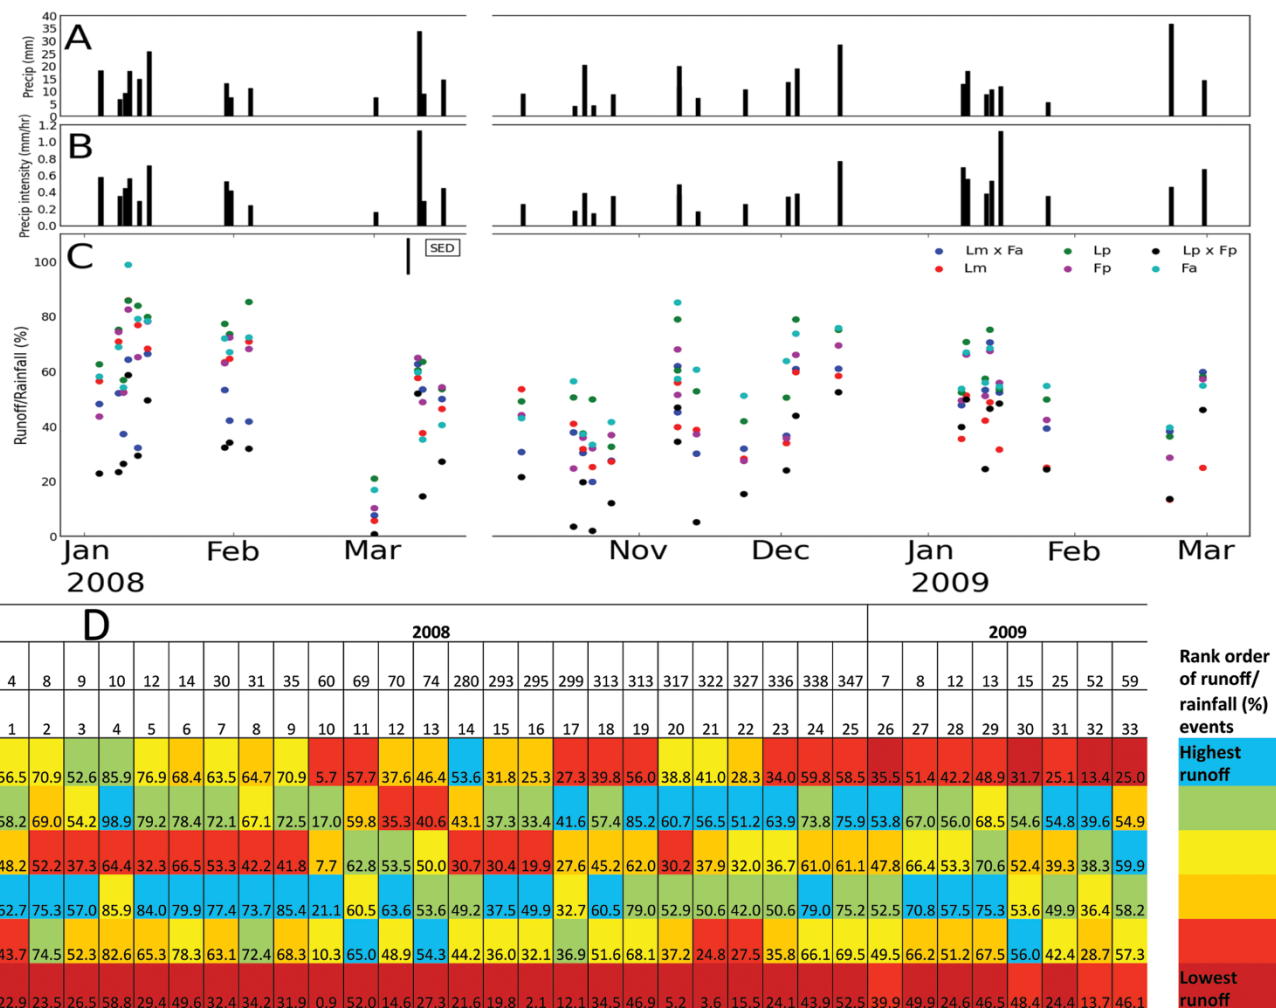 A
Precip (mm)
40
35
30
25
20
15
10
5
0
B
Precip intensity (mm/hr)
1.2
1.0
0.8
0.6
0.4
0.2
0.0
C
SED
Lm x Fa Lp Lp x Fp
Lm Fp Fa
Runoff/Rainfall (%)
100
80
60
40
20
0
Jan Feb Mar Nov Dec Jan Feb Mar
2008 2009
D 2008 2009
4 8 9 10 12 14 30 31 35 60 69 70 74 280 293 295 299 313 313 317 322 327 336 338 347 7 8 12 13 15 25 52 59
1 2 3 4 5 6 7 8 9 10 11 12 13 14 15 16 17 18 19 20 21 22 23 24 25 26 27 28 29 30 31 32 33
56.5 70.9 52.6 85.9 76.9 68.4 63.5 64.7 70.9 5.7 57.7 37.6 46.4 53.6 31.8 25.3 27.3 39.8 56.0 38.8 41.0 28.3 34.0 59.8 58.5 35.5 51.4 42.2 48.9 31.7 25.1 13.4 25.0
58.2 69.0 54.2 98.9 79.2 78.4 72.1 67.1 72.5 17.0 59.8 35.3 40.6 43.1 37.3 33.4 41.6 57.4 85.2 60.7 56.5 51.2 63.9 73.8 75.9 53.8 67.0 56.0 68.5 54.6 54.8 39.6 54.9
48.2 52.2 37.3 64.4 32.3 66.5 53.3 42.2 41.8 7.7 62.8 53.5 50.0 30.7 30.4 19.9 27.6 45.2 62.0 30.2 37.9 32.0 36.7 61.0 61.1 47.8 66.4 53.3 70.6 52.4 39.3 38.3 59.9
62.7 75.3 57.0 85.9 84.0 79.9 77.4 73.7 85.4 21.1 60.5 63.6 53.6 49.2 37.5 49.9 32.7 60.5 79.0 52.9 50.6 42.0 50.6 79.0 75.2 52.5 70.8 57.5 75.3 53.6 49.9 36.4 58.2
43.7 74.5 52.3 82.6 65.3 78.3 63.1 72.4 68.3 10.3 65.0 48.9 54.3 44.2 36.0 32.1 36.9 51.6 68.1 37.2 24.8 27.5 35.8 66.1 69.5 49.5 66.2 51.2 67.5 56.0 42.4 28.7 57.3
22.9 23.5 26.5 58.8 29.4 49.6 32.4 34.2 31.9 0.9 52.0 14.6 27.3 21.6 19.8 2.1 12.1 34.5 46.9 5.2 3.6 15.5 24.1 43.9 52.5 39.9 49.9 24.6 46.5 48.4 24.4 13.7 46.1
Rank order
of runoff/
rainfall (%)
events
Highest
runoff
Lowest
runoff